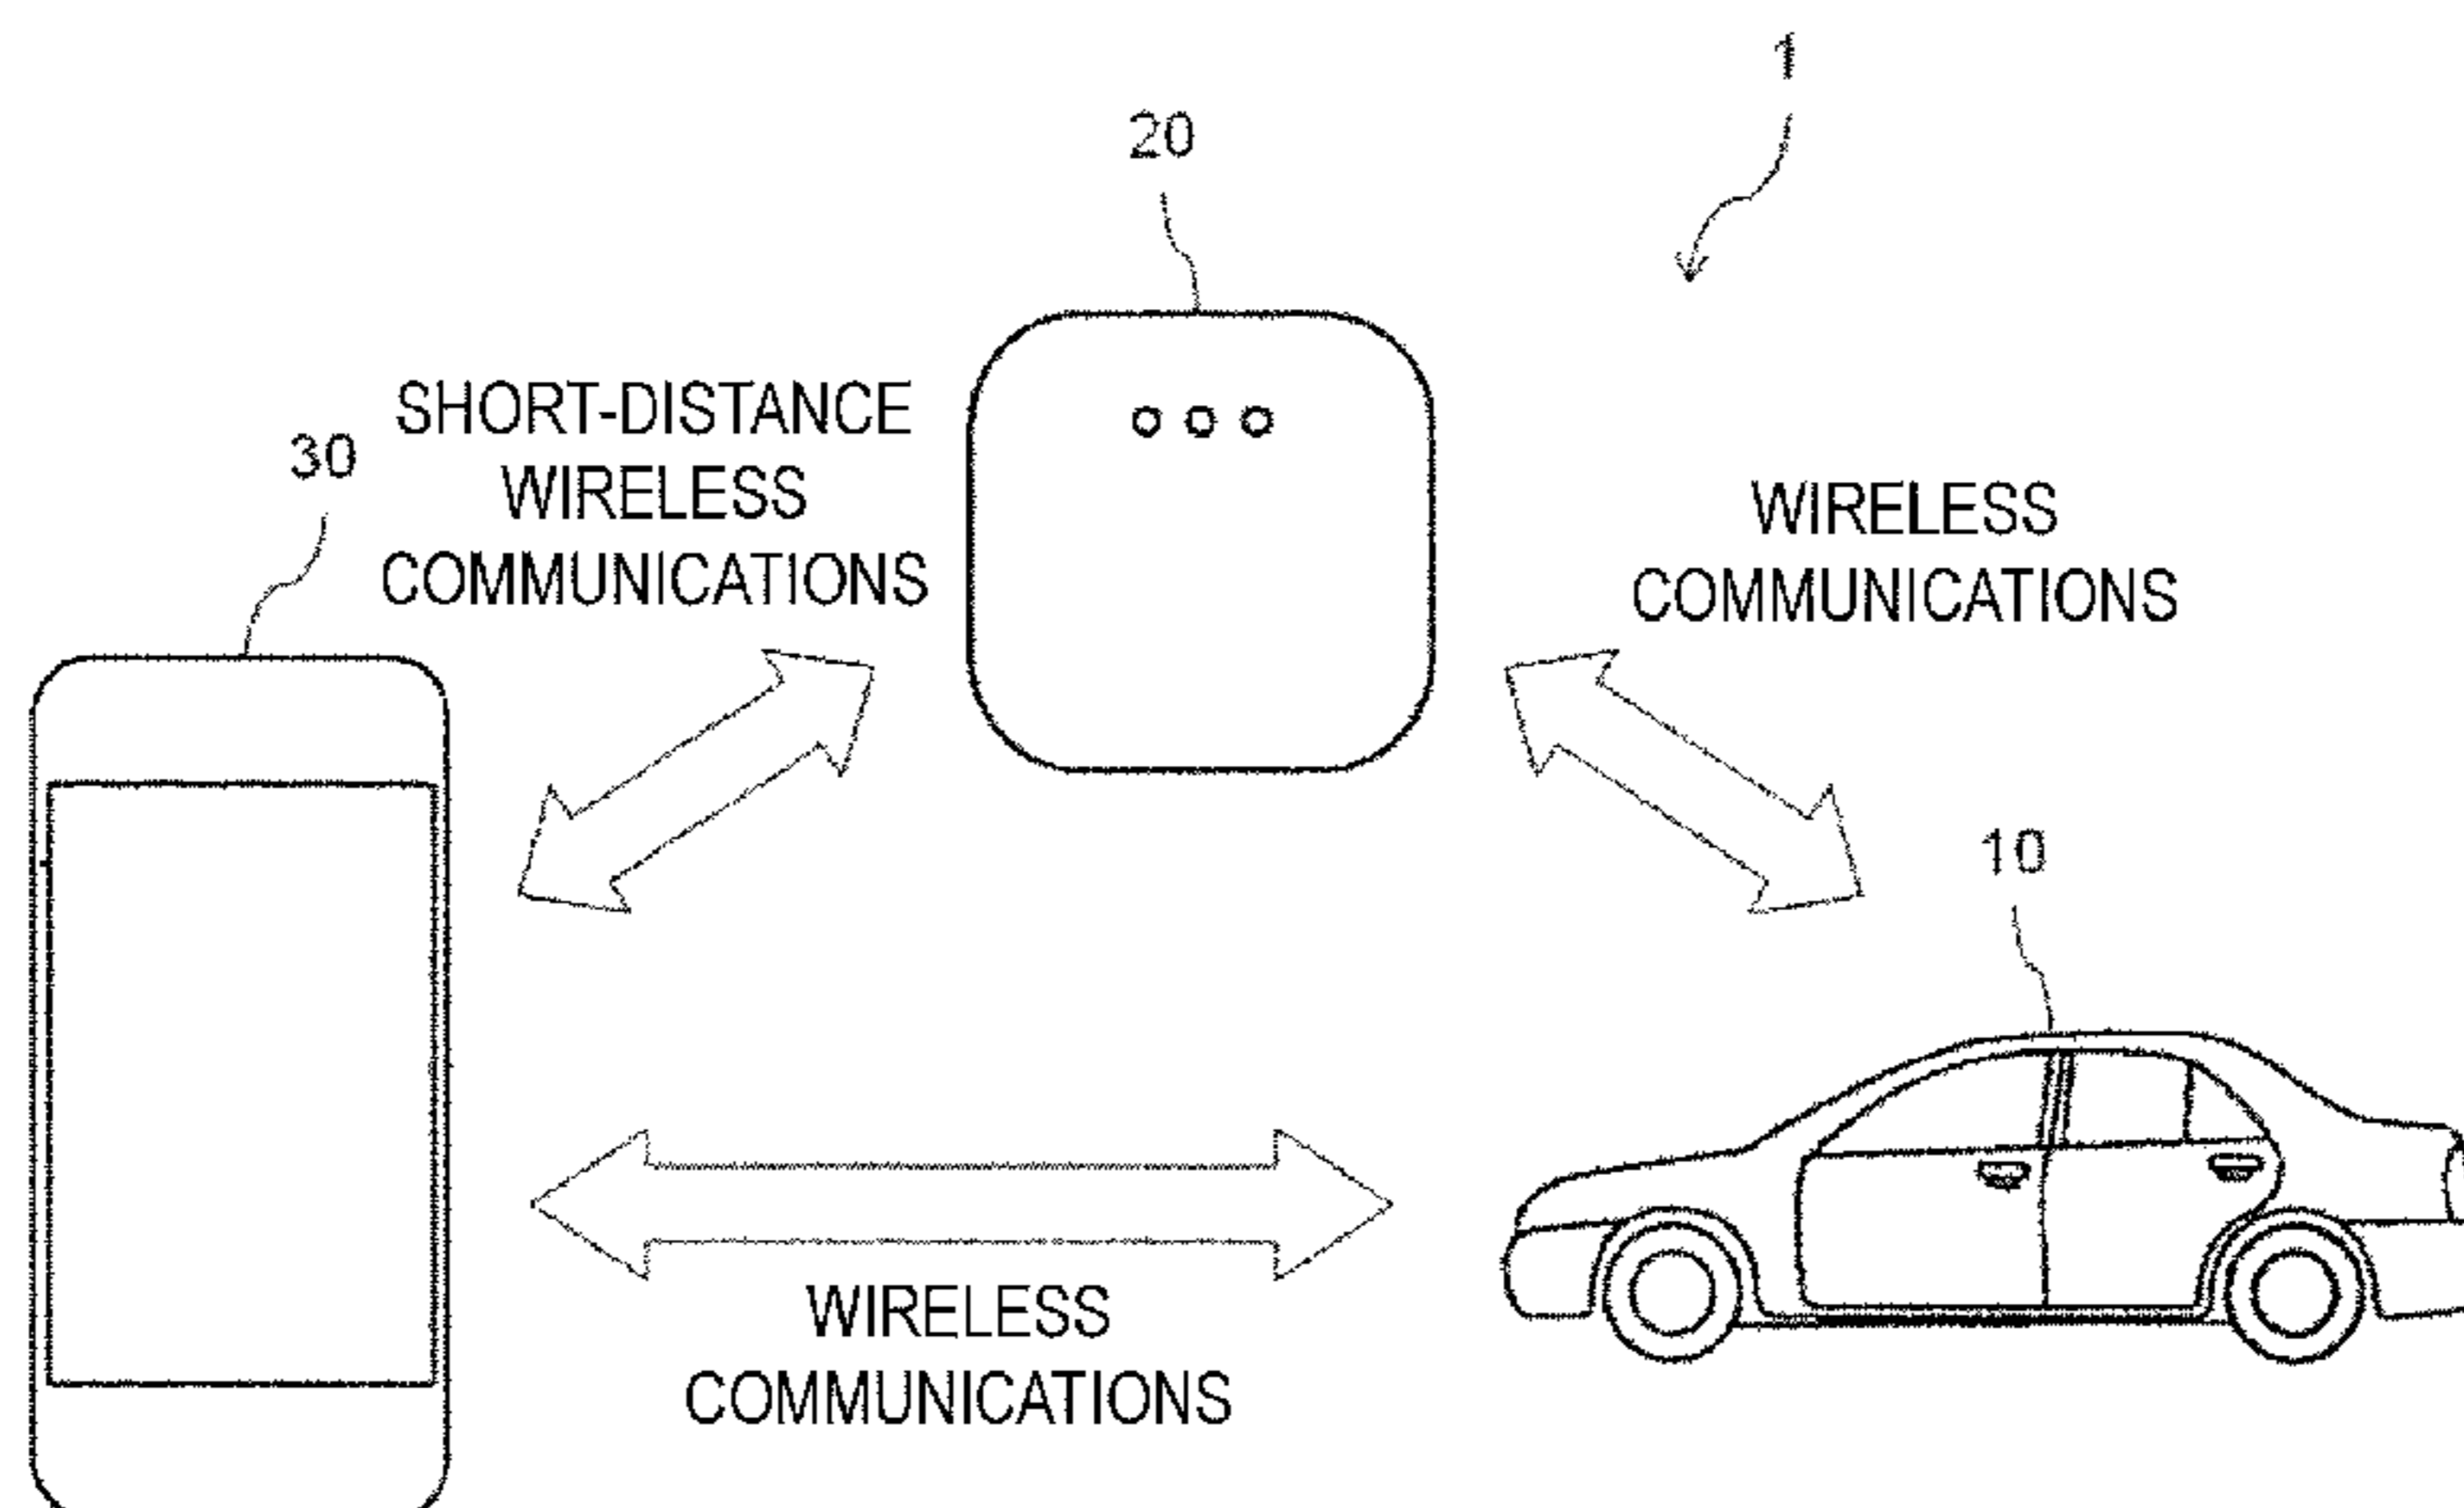 1
20
SHORT-DISTANCE
WIRELESS
COMMUNICATIONS
30
WIRELESS
COMMUNICATIONS
10
WIRELESS
COMMUNICATIONS